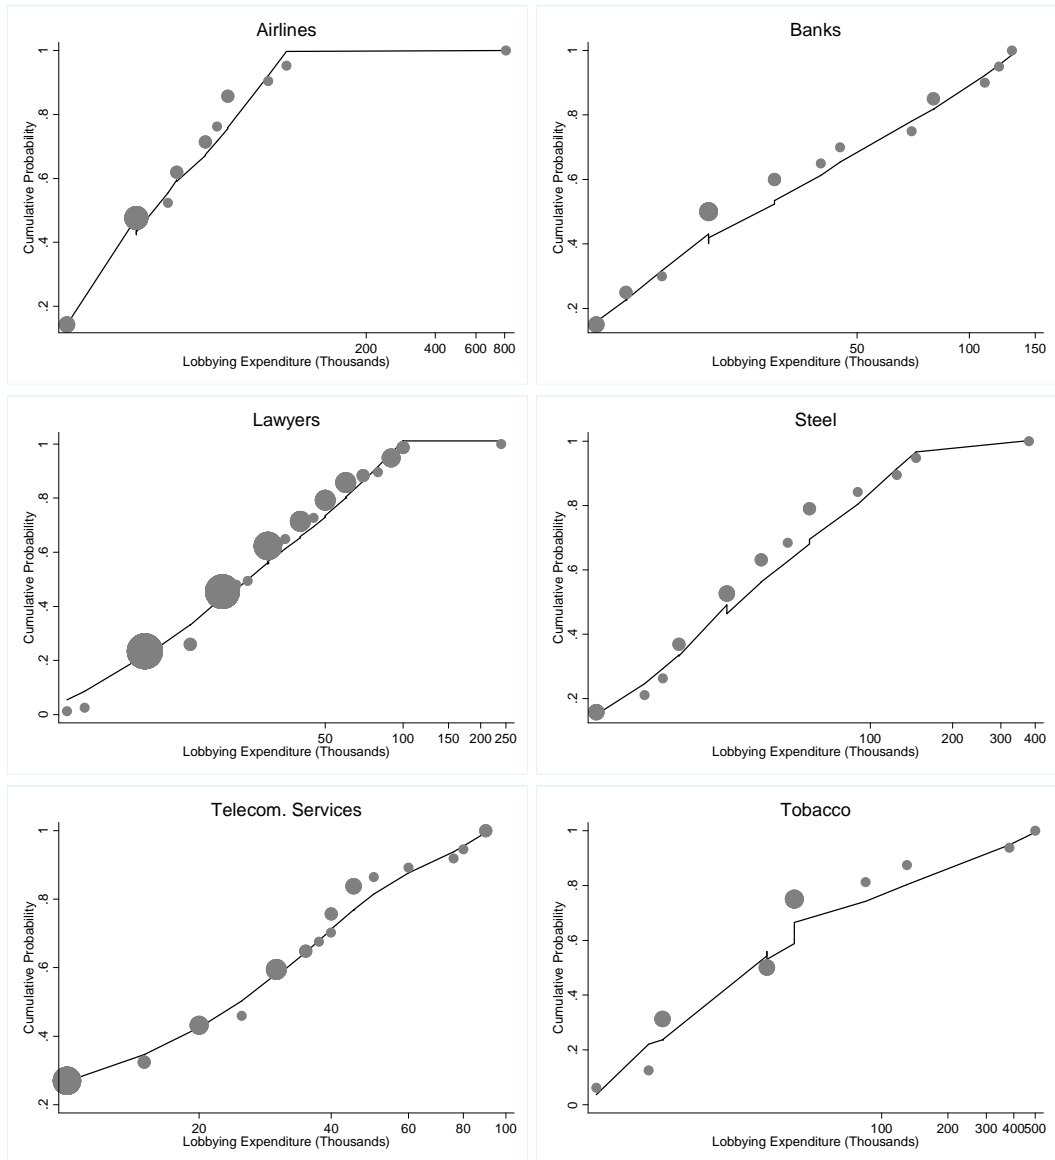 Airlines
Cumulative Probability
1
.8
.6
.4
.2
200 400 600 800
Lobbying Expenditure (Thousands)
Banks
Cumulative Probability
1
.8
.6
.4
.2
50 100 150
Lobbying Expenditure (Thousands)
Lawyers
Cumulative Probability
1
.8
.6
.4
.2
0
50 100 150 200 250
Lobbying Expenditure (Thousands)
Steel
Cumulative Probability
1
.8
.6
.4
.2
100 200 300 400
Lobbying Expenditure (Thousands)
Telecom. Services
Cumulative Probability
1
.8
.6
.4
.2
20 40 60 80 100
Lobbying Expenditure (Thousands)
Tobacco
Cumulative Probability
1
.8
.6
.4
.2
0
100 200 300 400 500
Lobbying Expenditure (Thousands)